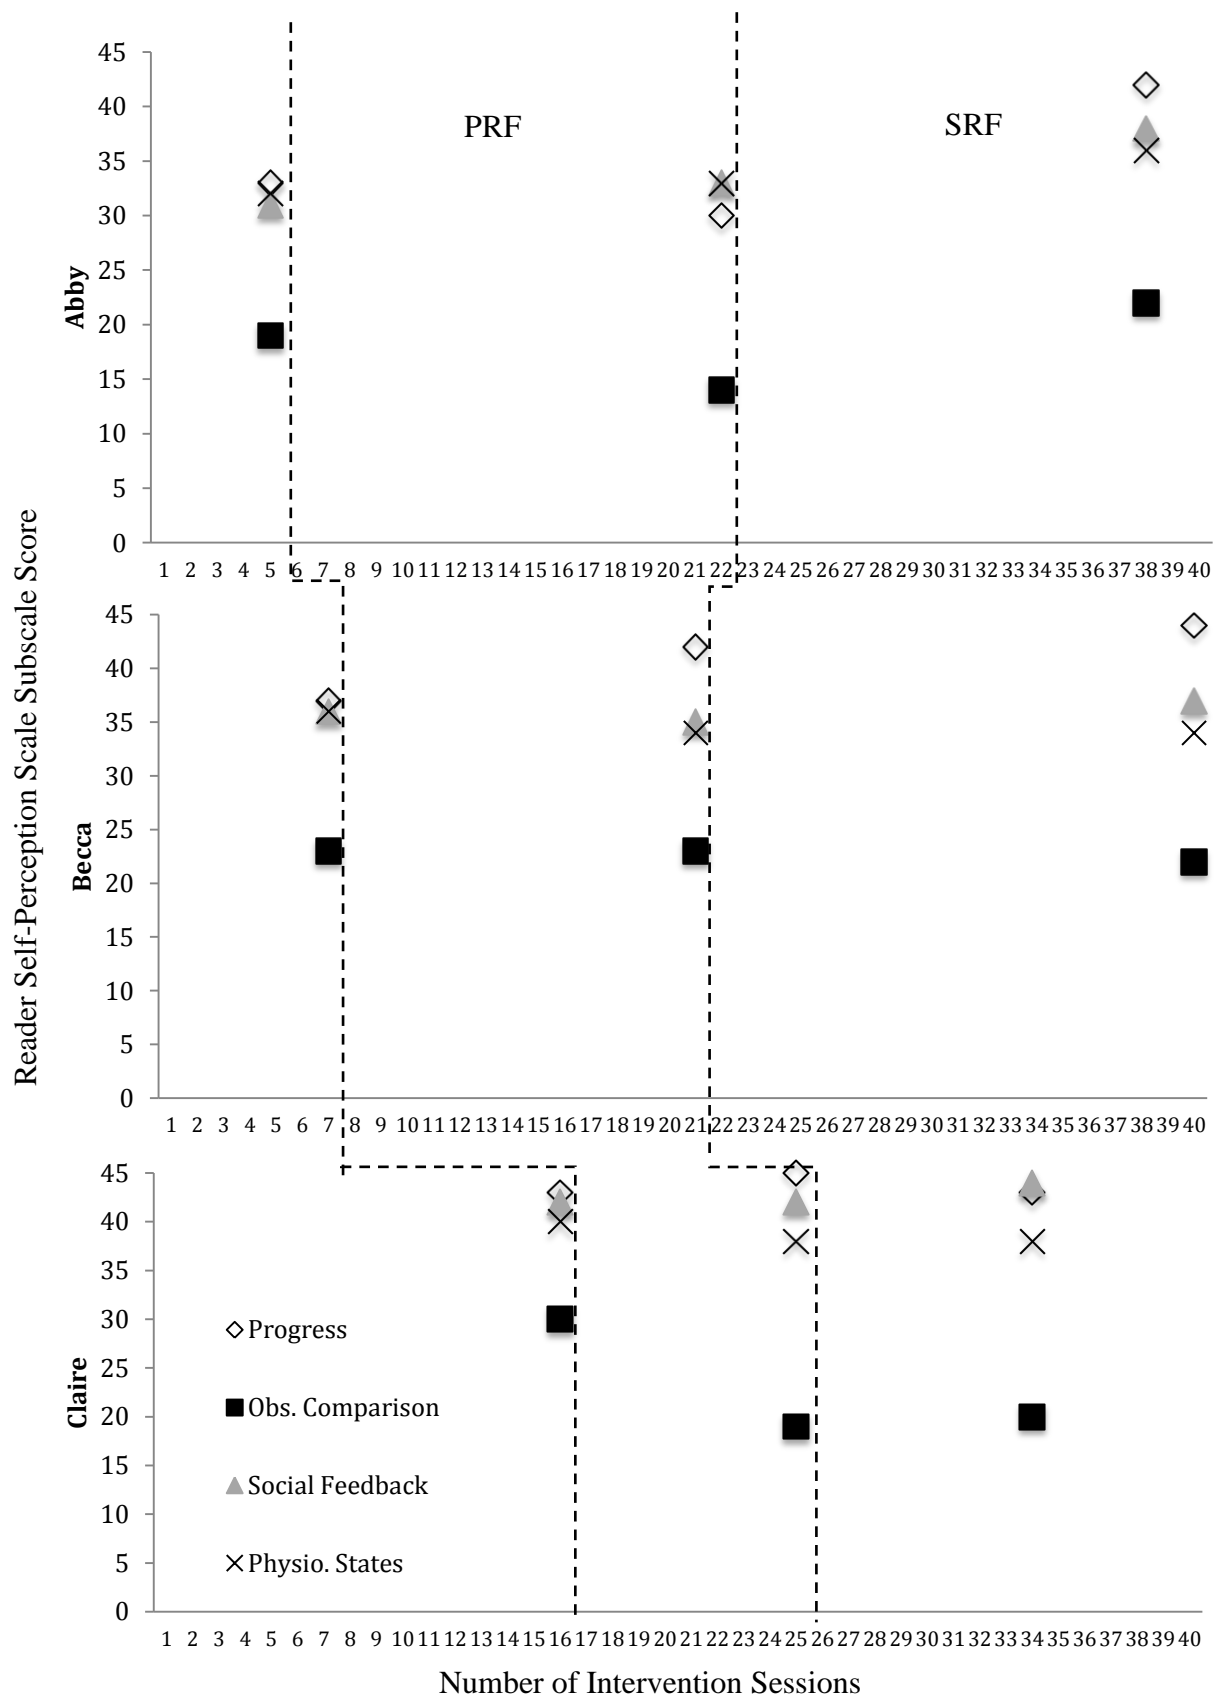 Reader Self-Perception Scale Subscale Score
PRF
SRF
Abby
45
40
35
30
25
20
15
10
5
0
1 2 3 4 5 6 7 8 9 10 11 12 13 14 15 16 17 18 19 20 21 22 23 24 25 26 27 28 29 30 31 32 33 34 35 36 37 38 39 40
Becca
45
40
35
30
25
20
15
10
5
0
1 2 3 4 5 6 7 8 9 10 11 12 13 14 15 16 17 18 19 20 21 22 23 24 25 26 27 28 29 30 31 32 33 34 35 36 37 38 39 40
Claire
45
40
35
30
25
20
15
10
5
0
Progress
Obs. Comparison
Social Feedback
Physio. States
1 2 3 4 5 6 7 8 9 10 11 12 13 14 15 16 17 18 19 20 21 22 23 24 25 26 27 28 29 30 31 32 33 34 35 36 37 38 39 40
Number of Intervention Sessions